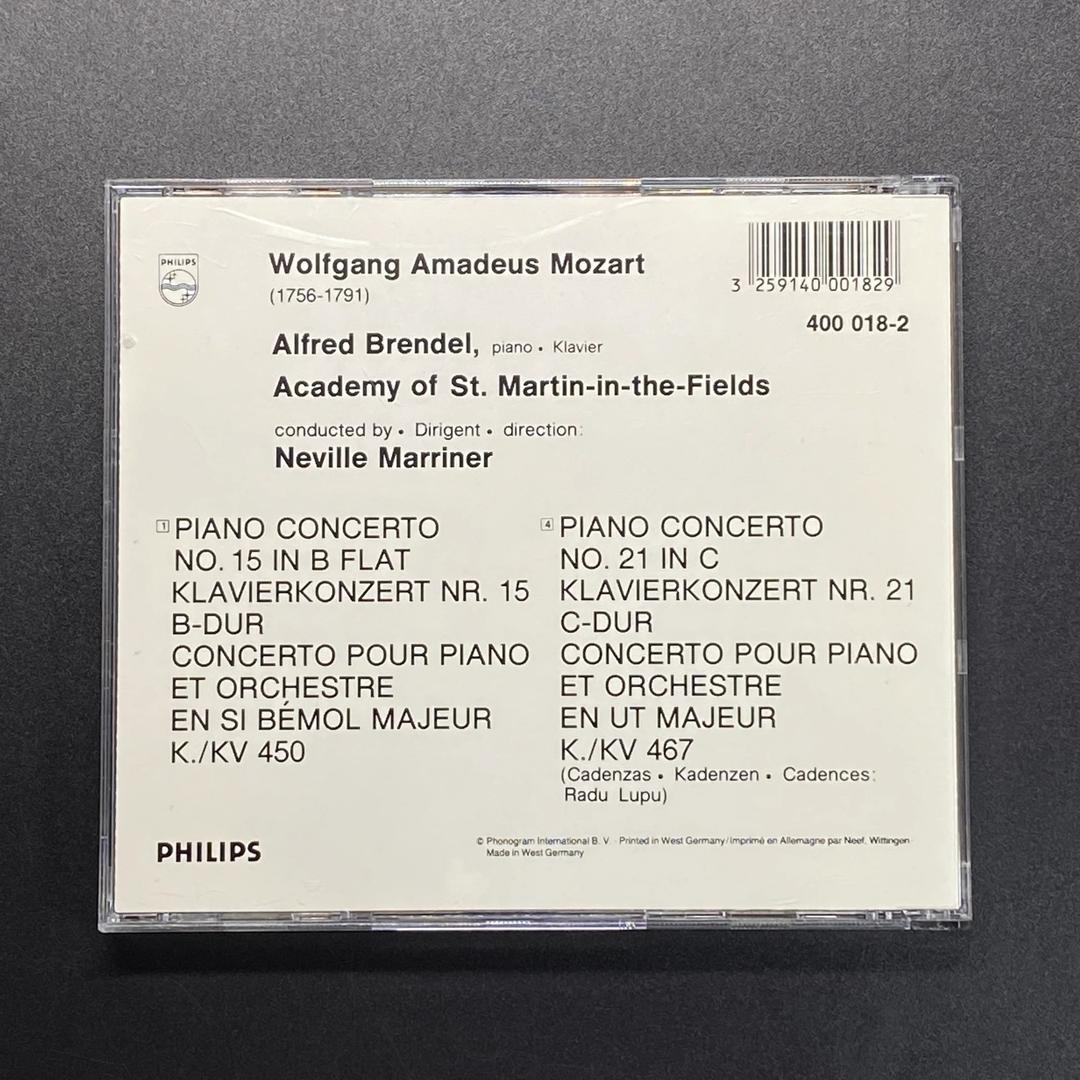 PHILIPS
Wolfgang Amadeus Mozart
(1756-1791)
3 259140 001829
400 018-2
Alfred Brendel, piano • Klavier
Academy of St. Martin-in-the-Fields
conducted by • Dirigent • direction:
Neville Marriner
1 PIANO CONCERTO
NO. 15 IN B FLAT
KLAVIERKONZERT NR. 15
B-DUR
CONCERTO POUR PIANO
ET ORCHESTRE
EN SI BÉMOL MAJEUR
K./KV 450
4 PIANO CONCERTO
NO. 21 IN C
KLAVIERKONZERT NR. 21
C-DUR
CONCERTO POUR PIANO
ET ORCHESTRE
EN UT MAJEUR
K./KV 467
(Cadenzas • Kadenzen • Cadences:
Radu Lupu)
PHILIPS
© Phonogram International B. V. · Printed in West Germany/Imprimé en Allemagne par Neef, Wittingen
Made in West Germany